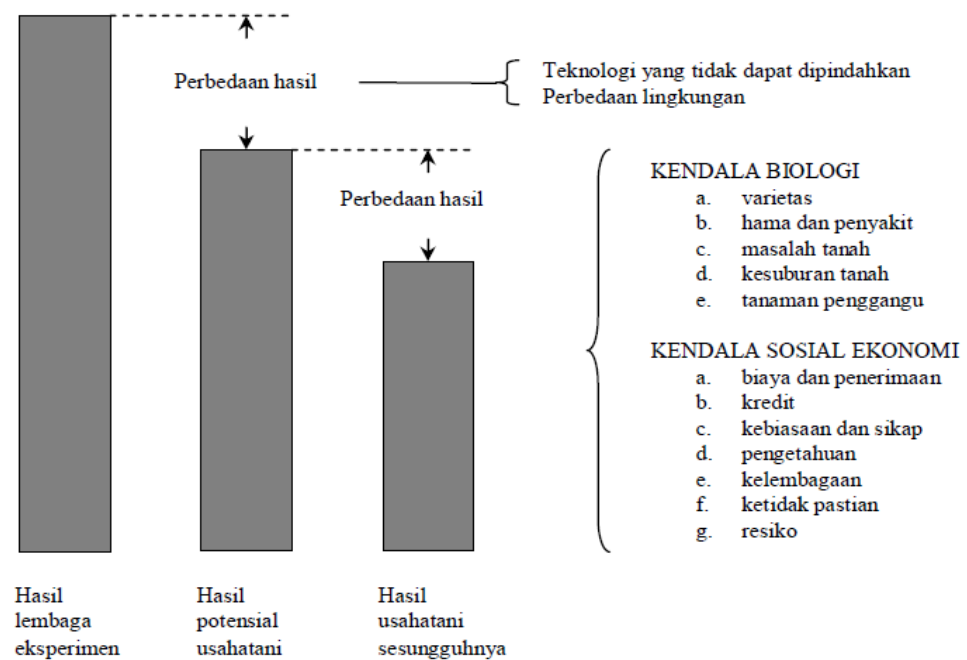 Perbedaan hasil
Teknologi yang tidak dapat dipindahkan
Perbedaan lingkungan
Perbedaan hasil
KENDALA BIOLOGI
a. varietas
b. hama dan penyakit
c. masalah tanah
d. kesuburan tanah
e. tanaman penggangu
KENDALA SOSIAL EKONOMI
a. biaya dan penerimaan
b. kredit
c. kebiasaan dan sikap
d. pengetahuan
e. kelembagaan
f. ketidak pastian
g. resiko
Hasil
lembaga
eksperimen
Hasil
potensial
usahatani
Hasil
usahatani
sesungguhnya